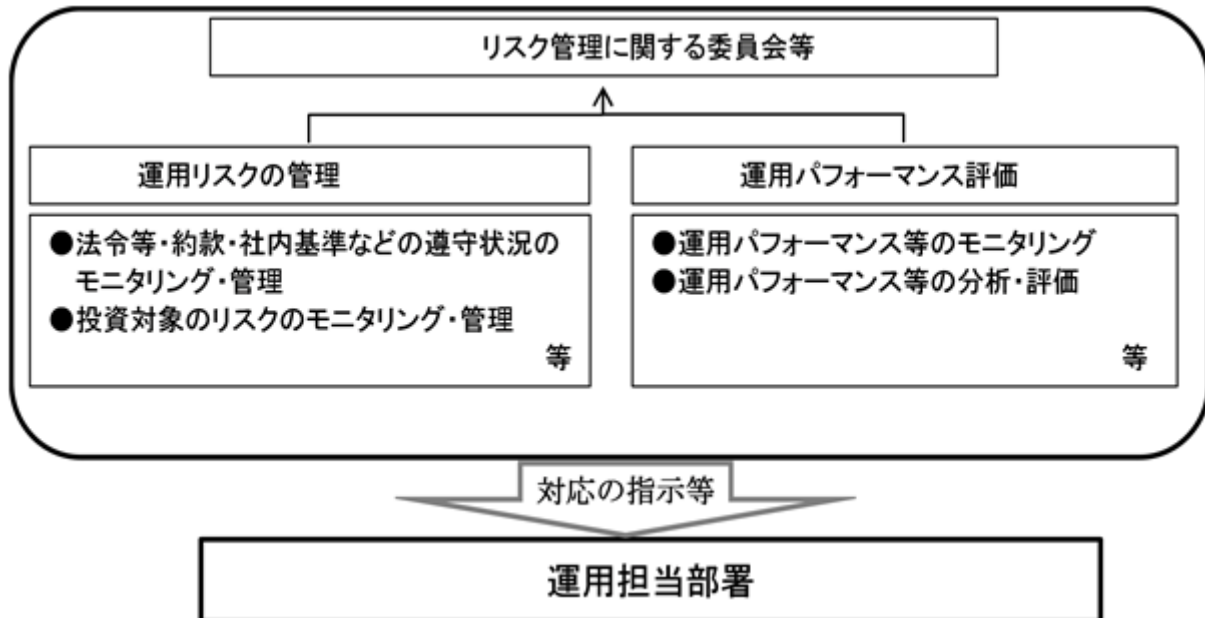 リスク管理に関する委員会等
運用リスクの管理
●法令等・約款・社内基準などの遵守状況の
モニタリング・管理
●投資対象のリスクのモニタリング・管理
等
運用パフォーマンス評価
●運用パフォーマンス等のモニタリング
●運用パフォーマンス等の分析・評価
等
対応の指示等
運用担当部署